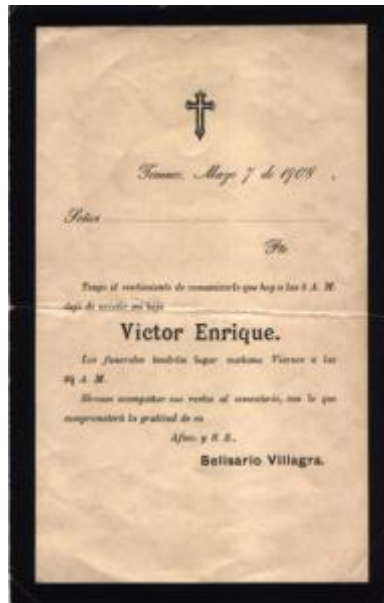 Temuco, Mayo 7 de 1908.
Señor
Pte
Tengo el sentimiento de comunicarle que hoy a las 5 A. M.
dejó de existir mi hijo
Victor Enrique.
Los funerales tendrán lugar mañana Viernes a las
A. M.
Sírvase acompañar sus restos al cementerio, con lo que
comprometerá la gratitud de su
Afmo. y S. S.,
Belisario Villagra.